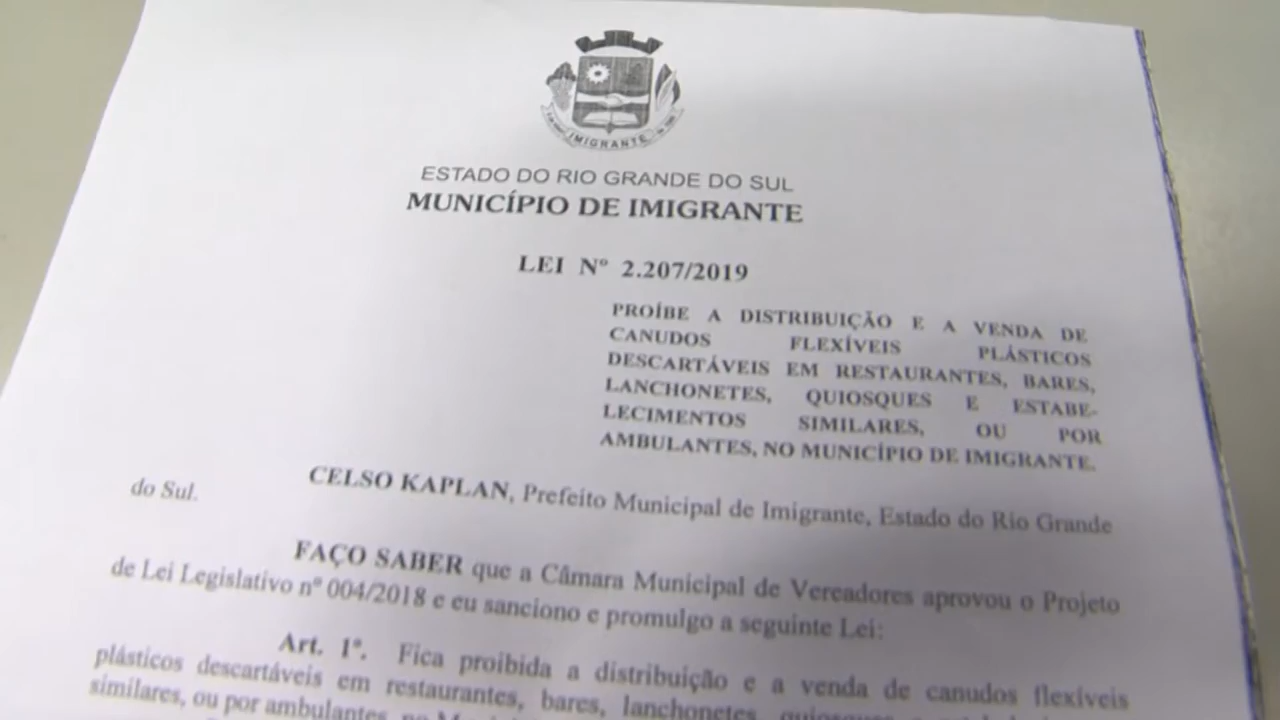 IMIGRANTE
ESTADO DO RIO GRANDE DO SUL
MUNICÍPIO DE IMIGRANTE
LEI Nº 2.207/2019
PROÍBE A DISTRIBUIÇÃO E A VENDA DE
CANUDOS FLEXÍVEIS PLÁSTICOS
DESCARTÁVEIS EM RESTAURANTES, BARES,
LANCHONETES, QUIOSQUES E ESTABE-
LECIMENTOS SIMILARES, OU POR
AMBULANTES, NO MUNICÍPIO DE IMIGRANTE.
CELSO KAPLAN, Prefeito Municipal de Imigrante, Estado do Rio Grande
do Sul.
FAÇO SABER que a Câmara Municipal de Vereadores aprovou o Projeto
de Lei Legislativo nº 004/2018 e eu sanciono e promulgo a seguinte Lei:
Art. 1º. Fica proibida a distribuição e a venda de canudos flexíveis
plásticos descartáveis em restaurantes, bares, lanchonetes, quiosques
similares, ou por ambulantes, no